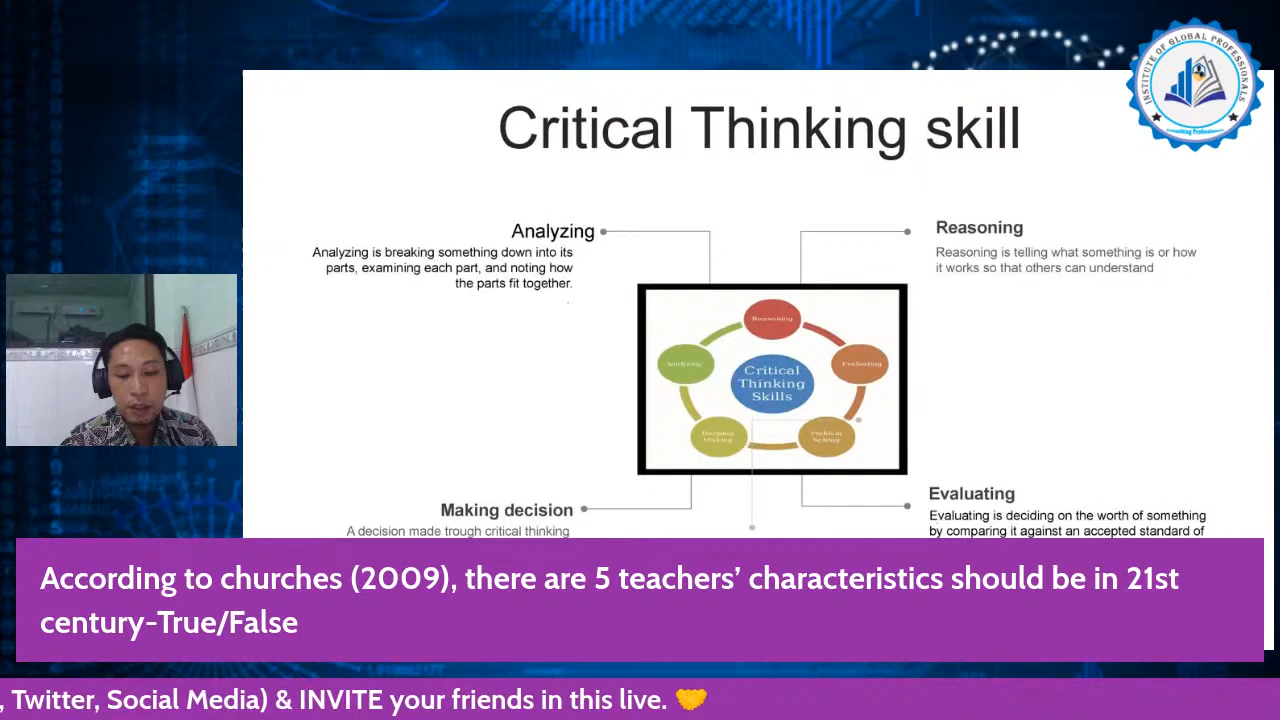 INSTITUTE OF GLOBAL PROFESSIONALS
Critical Thinking skill
Analyzing
Analyzing is breaking something down into its
parts, examining each part, and noting how
the parts fit together.
Reasoning
Reasoning is telling what something is or how
it works so that others can understand
Reasoning
Analyzing
Evaluating
Critical
Thinking
Skills
Decision
Making
Problem
Solving
Making decision
A decision made trough critical thinking
Evaluating
Evaluating is deciding on the worth of something
by comparing it against an accepted standard of
According to churches (2009), there are 5 teachers’ characteristics should be in 21st
century-True/False
, Twitter, Social Media) & INVITE your friends in this live. 🤝